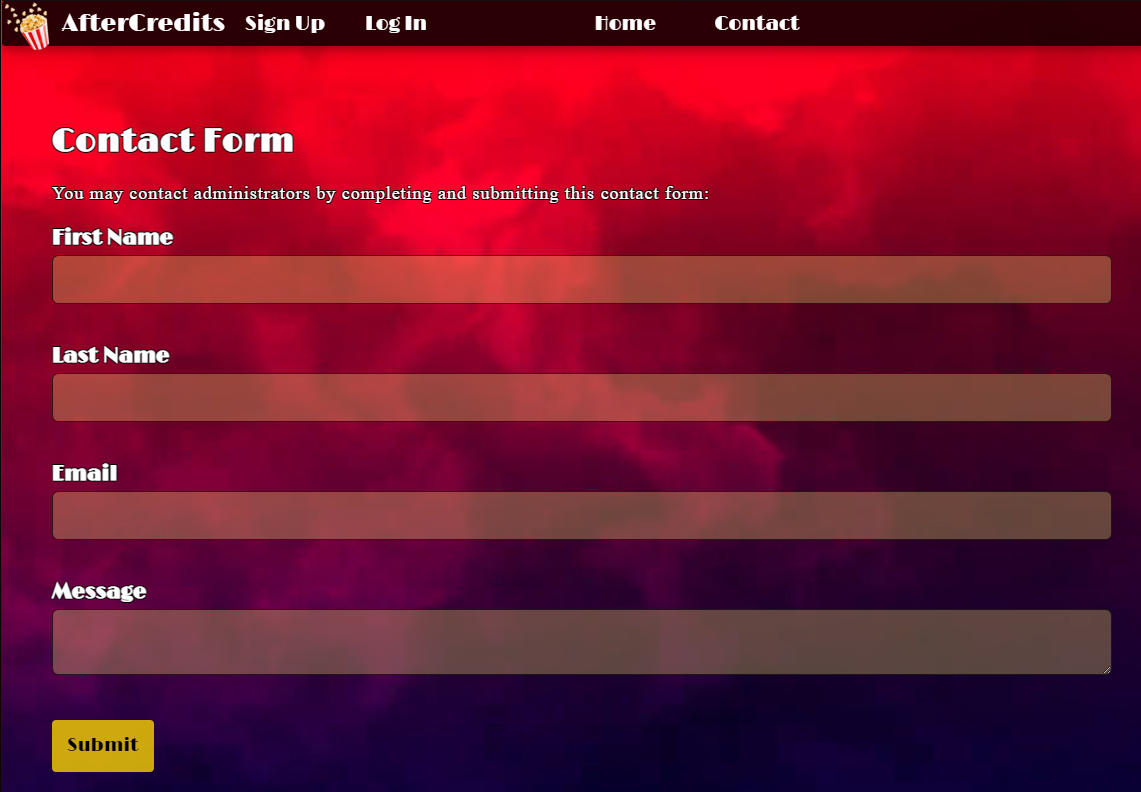 AfterCredits Sign Up Log In Home Contact
Contact Form
You may contact administrators by completing and submitting this contact form:
First Name
Last Name
Email
Message
Submit